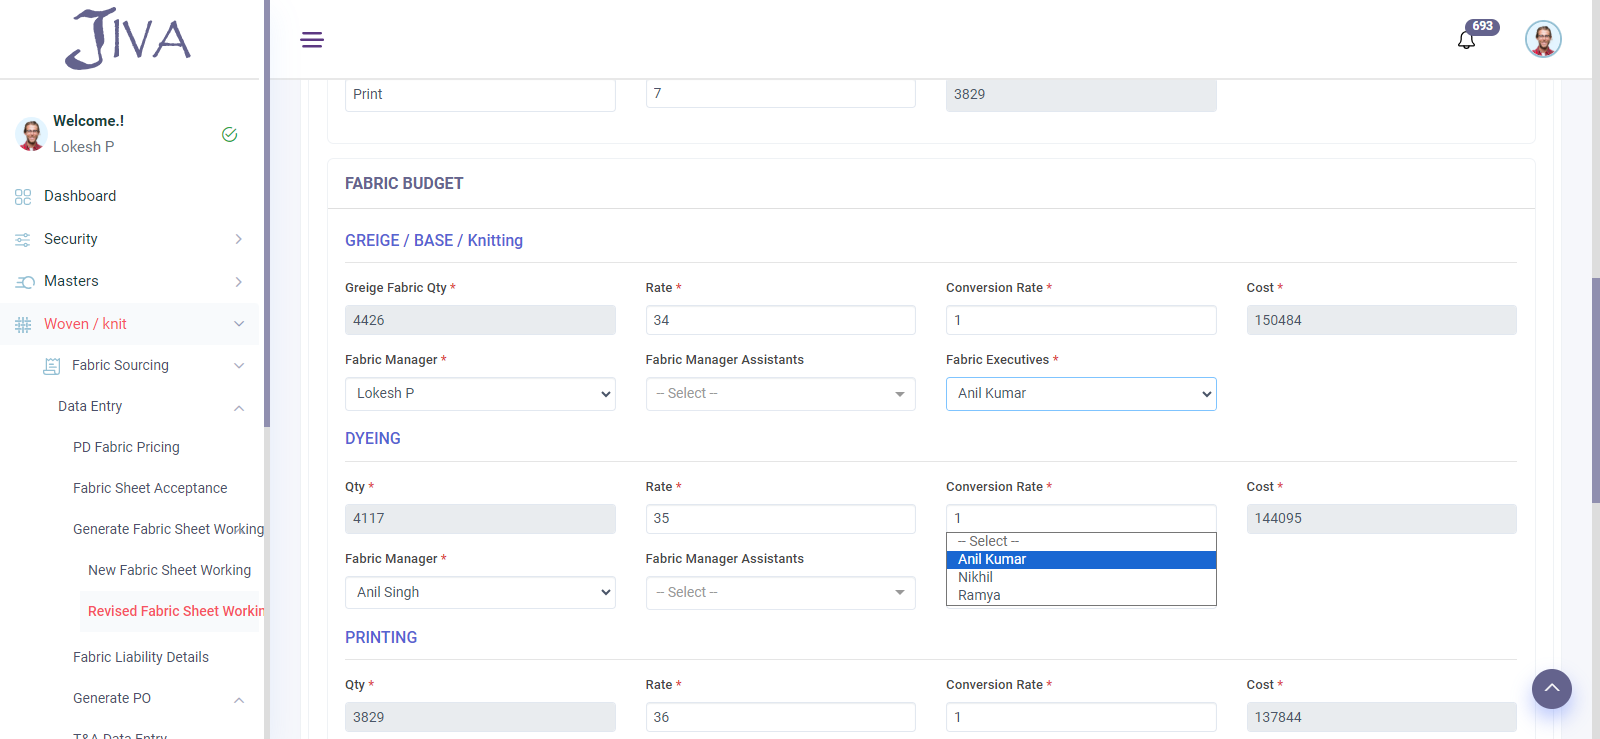 JIVA
693
Welcome.!
Lokesh P
Dashboard
Security
Masters
Woven / knit
Fabric Sourcing
Data Entry
PD Fabric Pricing
Fabric Sheet Acceptance
Generate Fabric Sheet Working
New Fabric Sheet Working
Revised Fabric Sheet Workin
Fabric Liability Details
Generate PO
T&A Data Entry
Print 7 3829
FABRIC BUDGET
GREIGE / BASE / Knitting
Greige Fabric Qty * Rate * Conversion Rate * Cost *
4426 34 1 150484
Fabric Manager * Fabric Manager Assistants Fabric Executives *
Lokesh P -- Select -- Anil Kumar
DYEING
Qty * Rate * Conversion Rate * Cost *
4117 35 1 144095
-- Select --
Anil Kumar
Nikhil
Ramya
Fabric Manager * Fabric Manager Assistants
Anil Singh -- Select --
PRINTING
Qty * Rate * Conversion Rate * Cost *
3829 36 1 137844